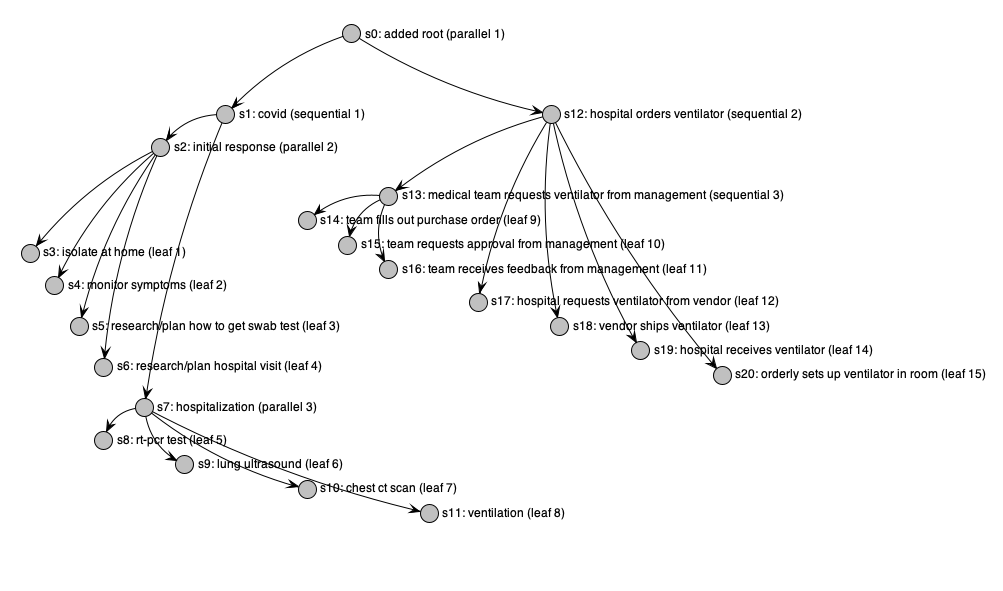 s0: added root (parallel 1)
s1: covid (sequential 1)
s12: hospital orders ventilator (sequential 2)
s2: initial response (parallel 2)
s13: medical team requests ventilator from management (sequential 3)
s14: team fills out purchase order (leaf 9)
s15: team requests approval from management (leaf 10)
s3: isolate at home (leaf 1)
s16: team receives feedback from management (leaf 11)
s4: monitor symptoms (leaf 2)
s17: hospital requests ventilator from vendor (leaf 12)
s5: research/plan how to get swab test (leaf 3)
s18: vendor ships ventilator (leaf 13)
s19: hospital receives ventilator (leaf 14)
s6: research/plan hospital visit (leaf 4)
s20: orderly sets up ventilator in room (leaf 15)
s7: hospitalization (parallel 3)
s8: rt-pcr test (leaf 5)
s9: lung ultrasound (leaf 6)
s10: chest ct scan (leaf 7)
s11: ventilation (leaf 8)